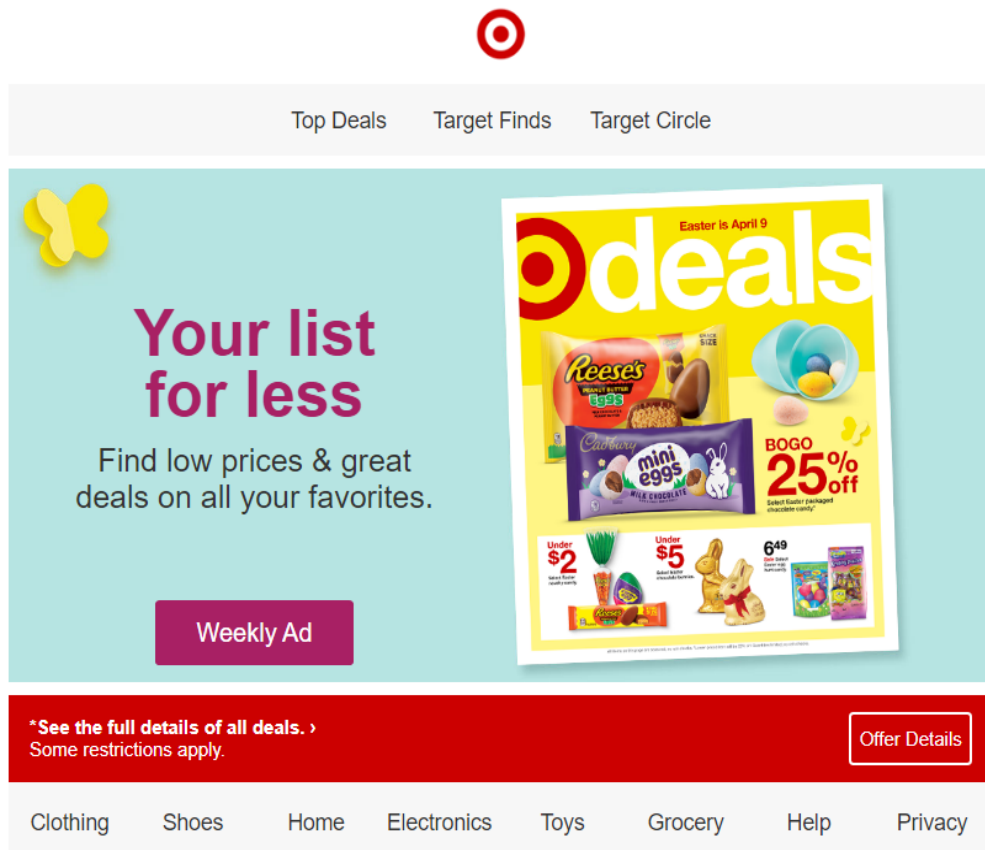 Top Deals Target Finds Target Circle
Your list
for less
Find low prices & great
deals on all your favorites.
Weekly Ad
Easter is April 9
deals
SNACK
SIZE
Reese's
PEANUT BUTTER
eggs
Cadbury
mini
eggs
MILK CHOCOLATE
BOGO
25%
off
Select Easter packaged
chocolate candy.*
Under
$2
Under
$5
649
Reese's
*See the full details of all deals. ›
Some restrictions apply.
Offer Details
Clothing Shoes Home Electronics Toys Grocery Help Privacy